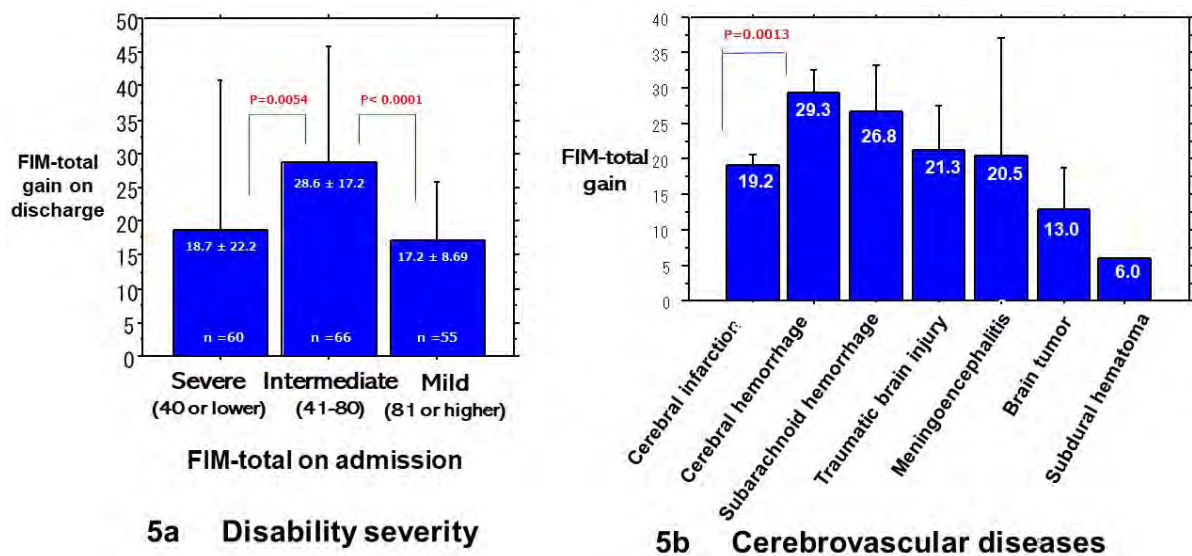 50
45
40
35
30
25
20
15
10
5
0
FIM-total
gain on
discharge
P=0.0054
P< 0.0001
18.7 ± 22.2
28.6 ± 17.2
17.2 ± 8.69
n =60
n =66
n =55
Severe
(40 or lower)
Intermediate
(41-80)
Mild
(81 or higher)
FIM-total on admission
5a Disability severity
40
35
30
25
20
15
10
5
0
FIM-total
gain
P=0.0013
19.2
29.3
26.8
21.3
20.5
13.0
6.0
Cerebral infarction
Cerebral hemorrhage
Subarachnoid hemorrhage
Traumatic brain injury
Meningoencephalitis
Brain tumor
Subdural hematoma
5b Cerebrovascular diseases